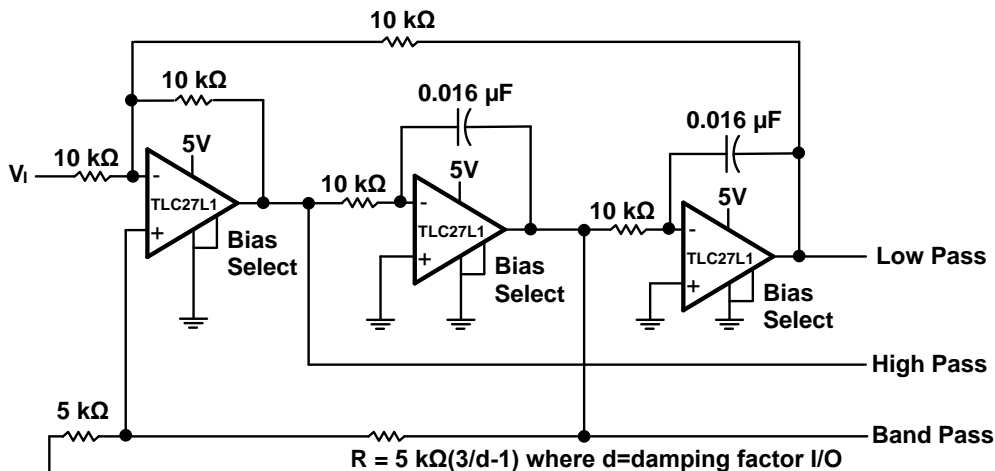 10 kΩ
10 kΩ
0.016 µF
0.016 µF
5V
5V
5V
10 kΩ
10 kΩ
10 kΩ
VI
-
-
-
TLC27L1
TLC27L1
TLC27L1
+
+
+
Bias
Select
Bias
Select
Bias
Select
Low Pass
High Pass
5 kΩ
Band Pass
R = 5 kΩ(3/d-1) where d=damping factor I/O